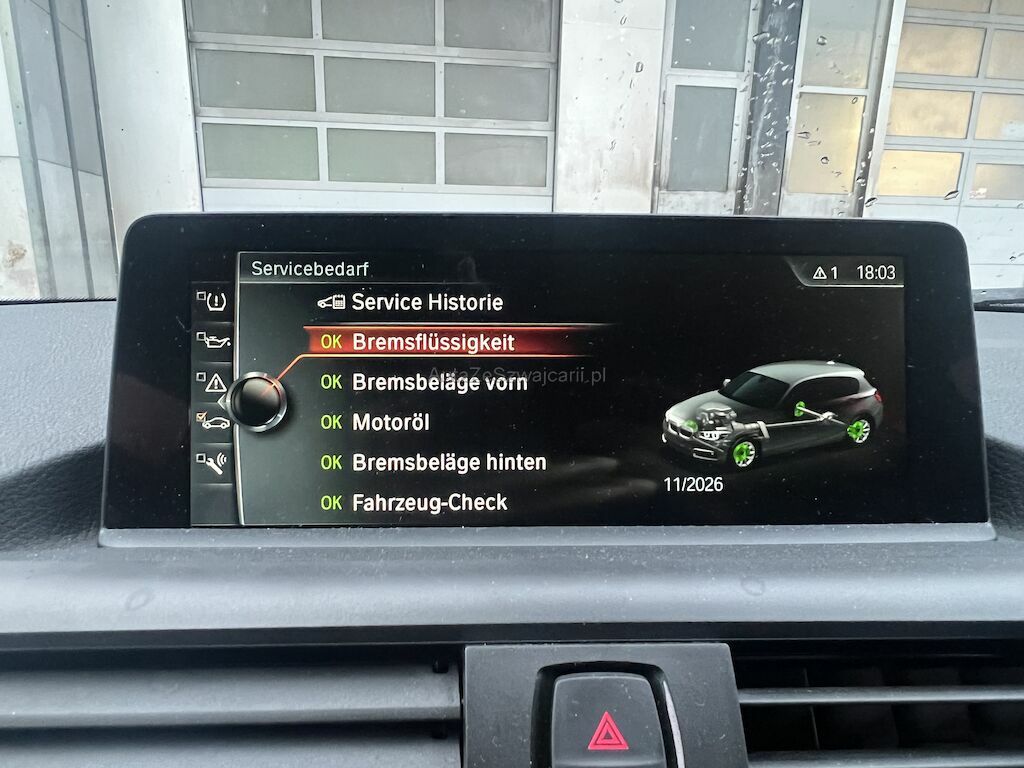 Servicebedarf
1 18:03
Service Historie
OK Bremsflüssigkeit
OK Bremsbeläge vorn
AutaZeSzwajcarii.pl
OK Motoröl
OK Bremsbeläge hinten
OK Fahrzeug-Check
11/2026